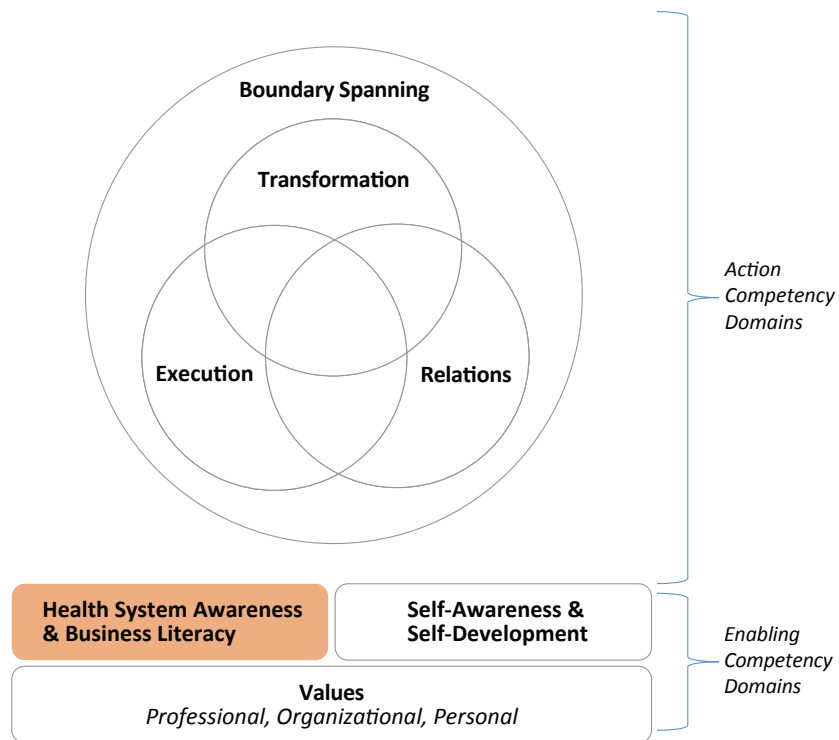 Boundary Spanning
Transformation
Execution
Relations
Action
Competency
Domains
Health System Awareness
& Business Literacy
Self-Awareness &
Self-Development
Enabling
Competency
Domains
Values
Professional, Organizational, Personal